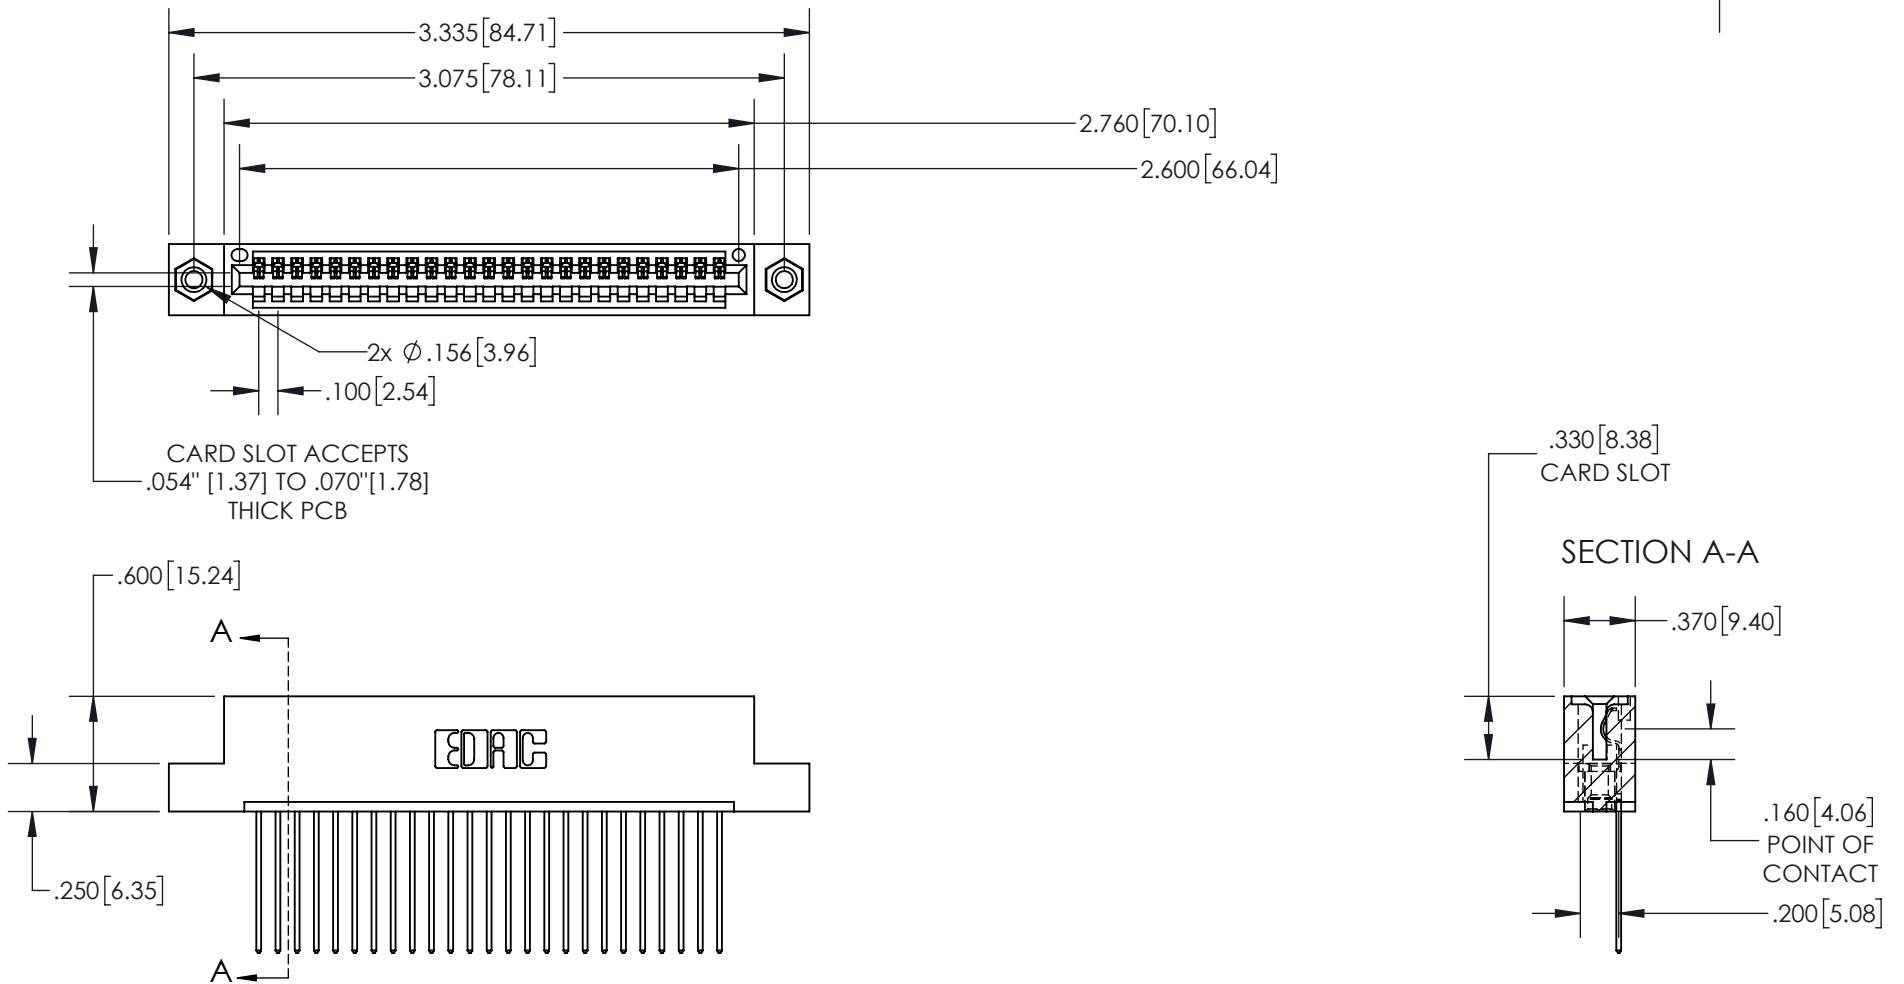 3.335[84.71]
3.075[78.11]
2.760[70.10]
2.600[66.04]
2x Ø.156[3.96]
.100[2.54]
CARD SLOT ACCEPTS
.054" [1.37] TO .070"[1.78]
THICK PCB
.330[8.38]
CARD SLOT
SECTION A-A
.600[15.24]
.370[9.40]
A
EDAC
.250[6.35]
.160[4.06]
POINT OF
CONTACT
.200[5.08]
A